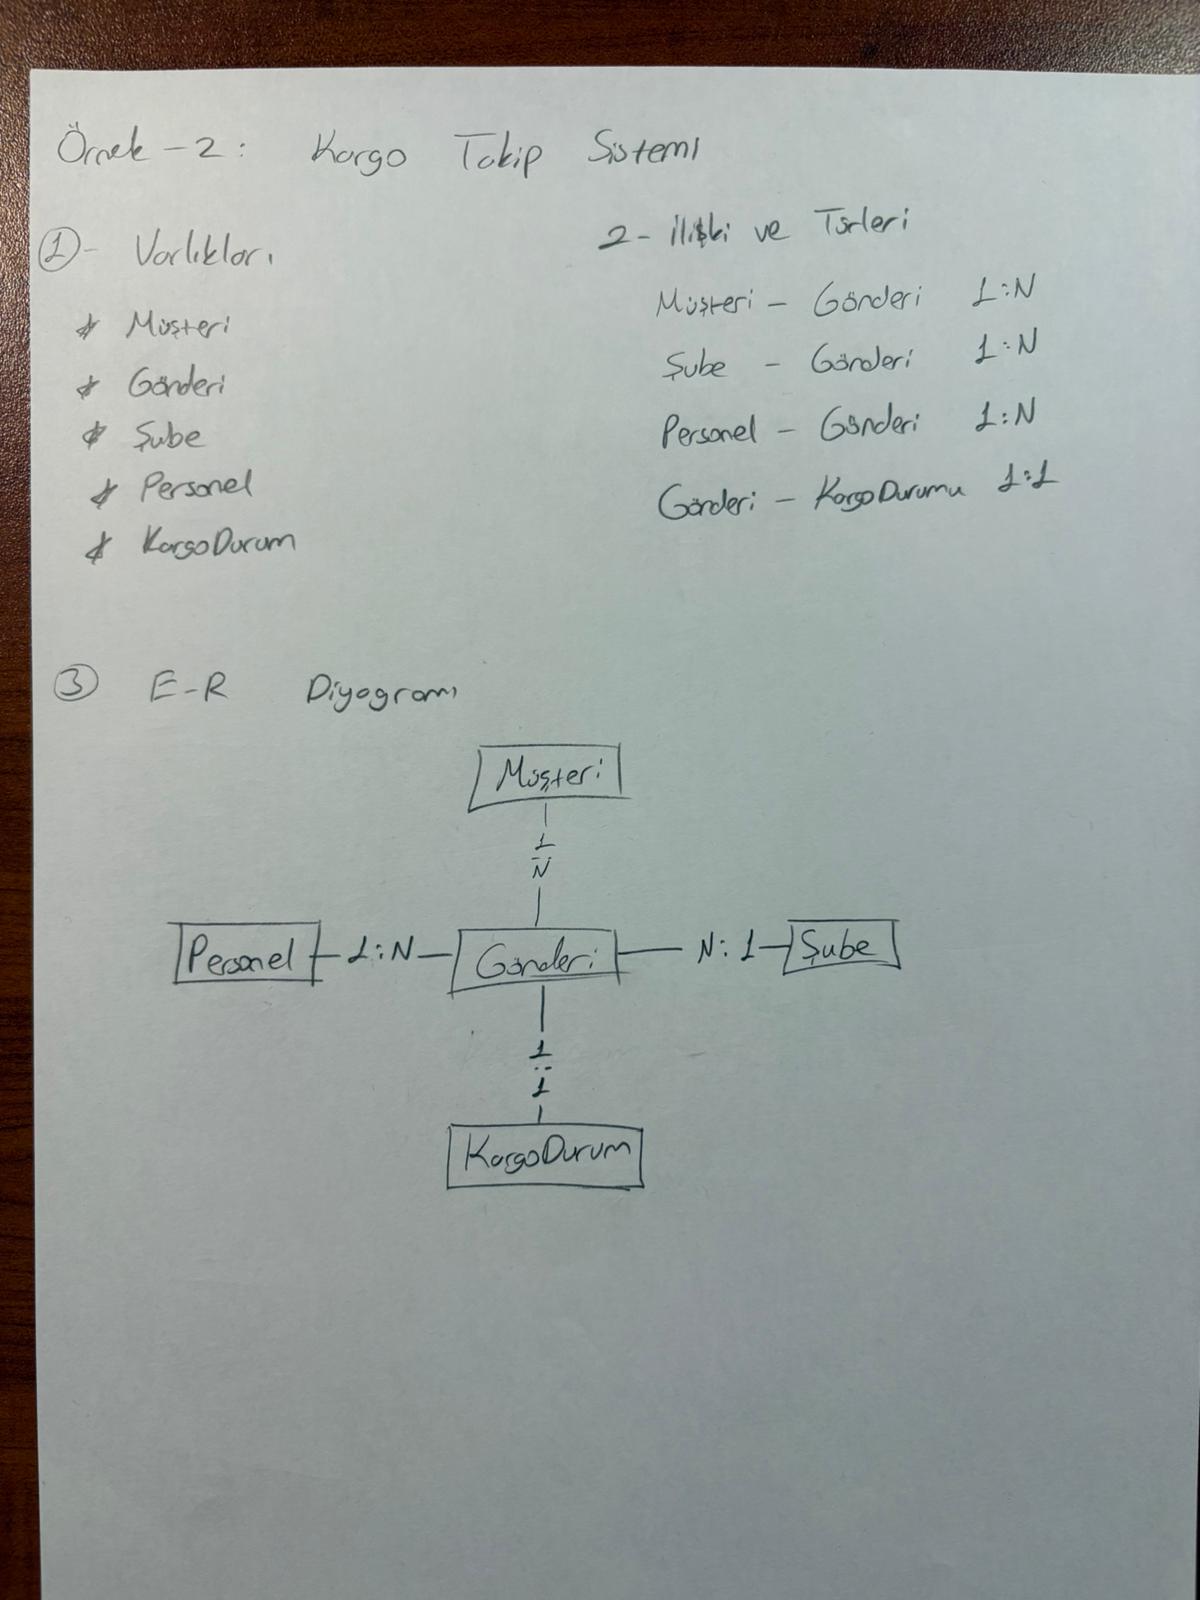 Örnek - 2 : Kargo Takip Sistemi
1 - Varlıkları
* Müşteri
* Gönderi
* Şube
* Personel
* KargoDurum
2 - İlişki ve Türleri
Müşteri - Gönderi 1:N
Şube - Gönderi 1:N
Personel - Gönderi 1:N
Gönderi - KargoDurumu 1:1
3 E-R Diyagramı
Müşteri
1
:
N
Personel 1:N Gönderi N:1 Şube
1
:
1
KargoDurum